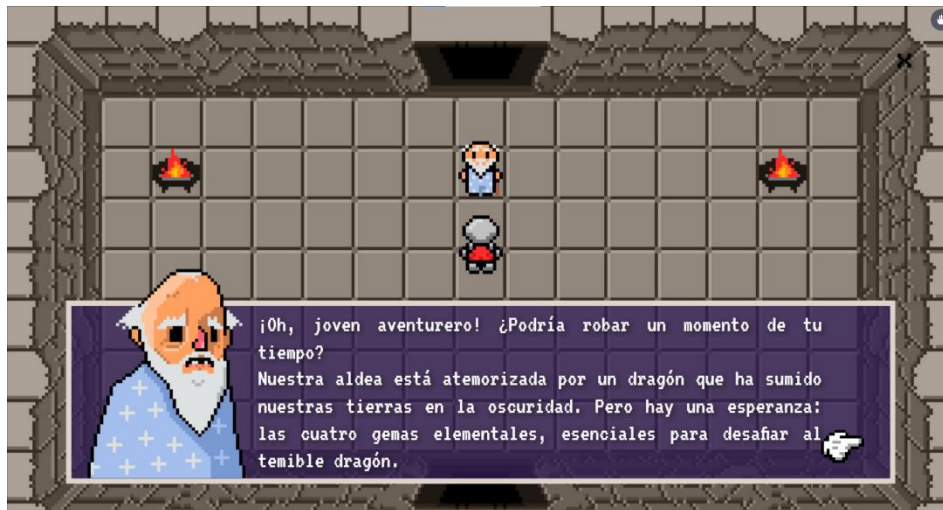 ¡Oh, joven aventurero! ¿Podría robar un momento de tu
tiempo?
Nuestra aldea está atemorizada por un dragón que ha sumido
nuestras tierras en la oscuridad. Pero hay una esperanza:
las cuatro gemas elementales, esenciales para desafiar al
temible dragón.